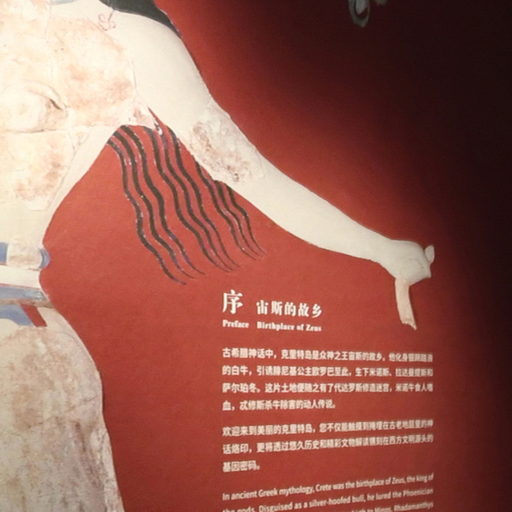 序 宙斯的故乡
Preface Birthplace of Zeus
古希腊神话中，克里特岛是众神之王宙斯的故乡。他化身银蹄雄浪
的白牛，引诱腓尼基公主欧罗巴至此，生下米诺斯、拉达曼提斯和
萨尔珀冬。这片土地便随之有了代达罗斯修造迷宫，米诺牛食人嗜
血，忒修斯杀牛除害的动人传说。
欢迎来到美丽的克里特岛，您不仅能触摸到掩埋在古老地层里的神
话烙印，更将透过悠久历史和精彩文物解读镌刻在西方文明源头的
基因密码。
In ancient Greek mythology, Crete was the birthplace of Zeus, the king of
the gods. Disguised as a silver-hoofed bull, he lured the Phoenician
birth to Minos, Rhadamanthys